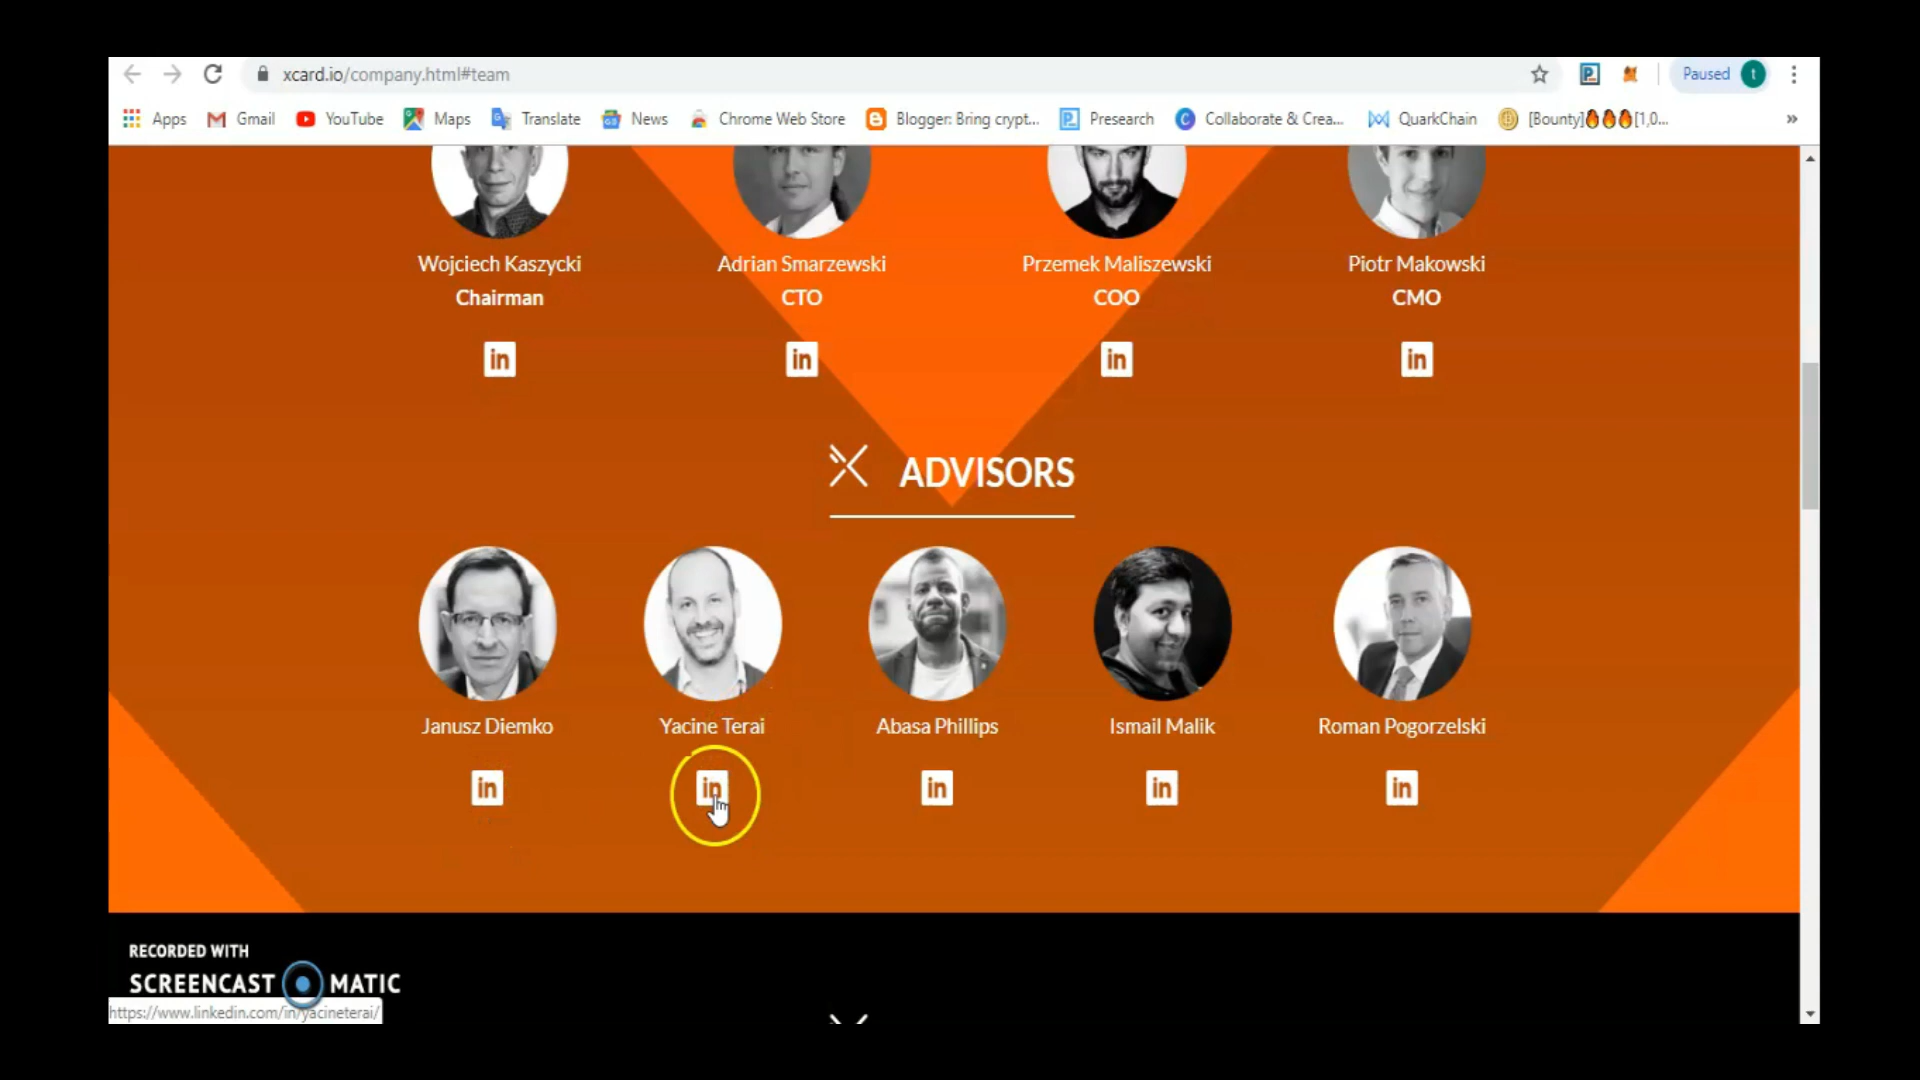 xcard.io/company.html#team
Paused t
Apps Gmail YouTube Maps Translate News Chrome Web Store Blogger: Bring crypt... Presearch Collaborate & Crea... QuarkChain [Bounty]🔥🔥🔥[1,0... »
Wojciech Kaszycki Adrian Smarzewski Przemek Maliszewski Piotr Makowski
Chairman CTO COO CMO
in in in in
ADVISORS
Janusz Diemko Yacine Terai Abasa Phillips Ismail Malik Roman Pogorzelski
in in in in in
RECORDED WITH
SCREENCAST MATIC
https://www.linkedin.com/in/yacineterai/